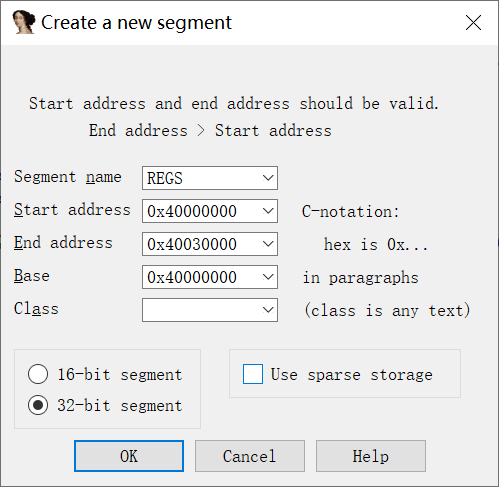 Create a new segment
Start address and end address should be valid.
End address > Start address
Segment name REGS
Start address 0x40000000 C-notation:
End address 0x40030000 hex is 0x...
Base 0x40000000 in paragraphs
Class (class is any text)
16-bit segment Use sparse storage
32-bit segment
OK Cancel Help